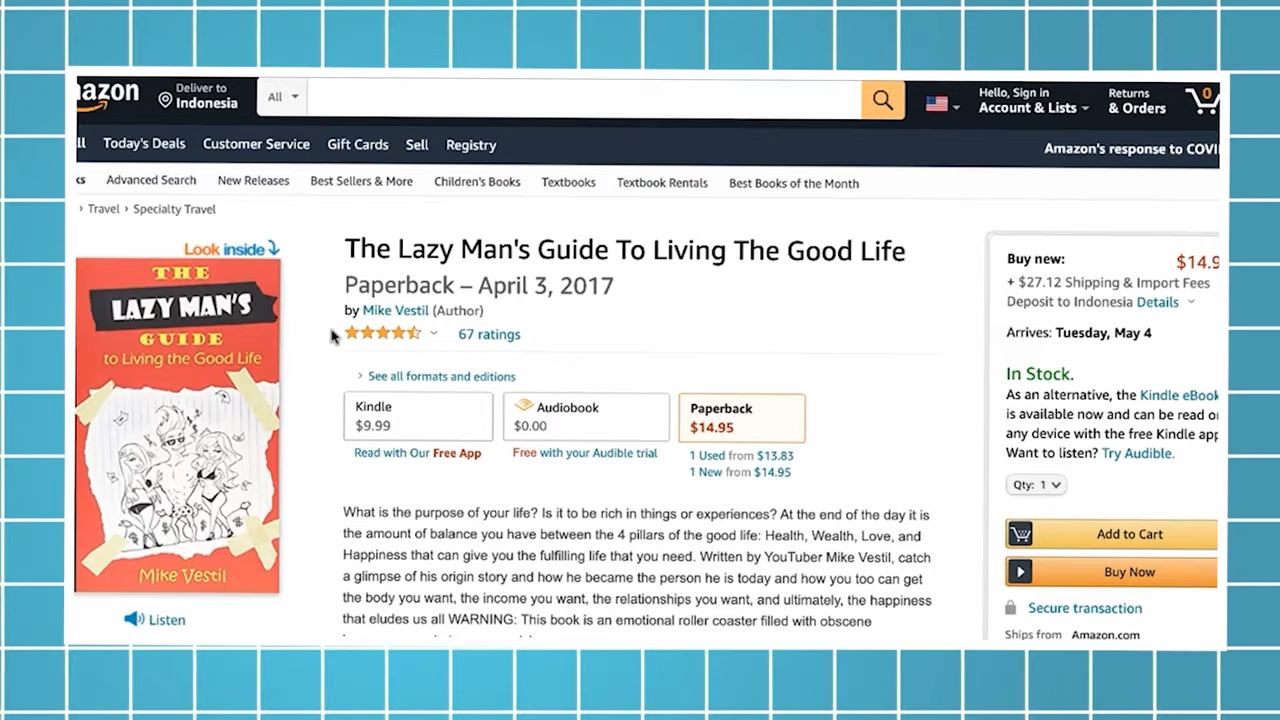 mazon
Deliver to
Indonesia
All
Hello, Sign in
Account & Lists
Returns
& Orders
0
Today's Deals Customer Service Gift Cards Sell Registry
Amazon's response to COVI
ks Advanced Search New Releases Best Sellers & More Children's Books Textbooks Textbook Rentals Best Books of the Month
› Travel › Specialty Travel
Look inside
THE
LAZY MAN'S
GUIDE
to Living the Good Life
Mike Vestil
Listen
The Lazy Man's Guide To Living The Good Life
Paperback – April 3, 2017
by Mike Vestil (Author)
67 ratings
› See all formats and editions
Kindle
$9.99
Read with Our Free App
Audiobook
$0.00
Free with your Audible trial
Paperback
$14.95
1 Used from $13.83
1 New from $14.95
What is the purpose of your life? Is it to be rich in things or experiences? At the end of the day it is
the amount of balance you have between the 4 pillars of the good life: Health, Wealth, Love, and
Happiness that can give you the fulfilling life that you need. Written by YouTuber Mike Vestil, catch
a glimpse of his origin story and how he became the person he is today and how you too can get
the body you want, the income you want, the relationships you want, and ultimately, the happiness
that eludes us all WARNING: This book is an emotional roller coaster filled with obscene
Buy new:
$14.9
+ $27.12 Shipping & Import Fees
Deposit to Indonesia Details
Arrives: Tuesday, May 4
In Stock.
As an alternative, the Kindle eBook
is available now and can be read o
any device with the free Kindle app
Want to listen? Try Audible.
Qty: 1
Add to Cart
Buy Now
Secure transaction
Ships from Amazon.com